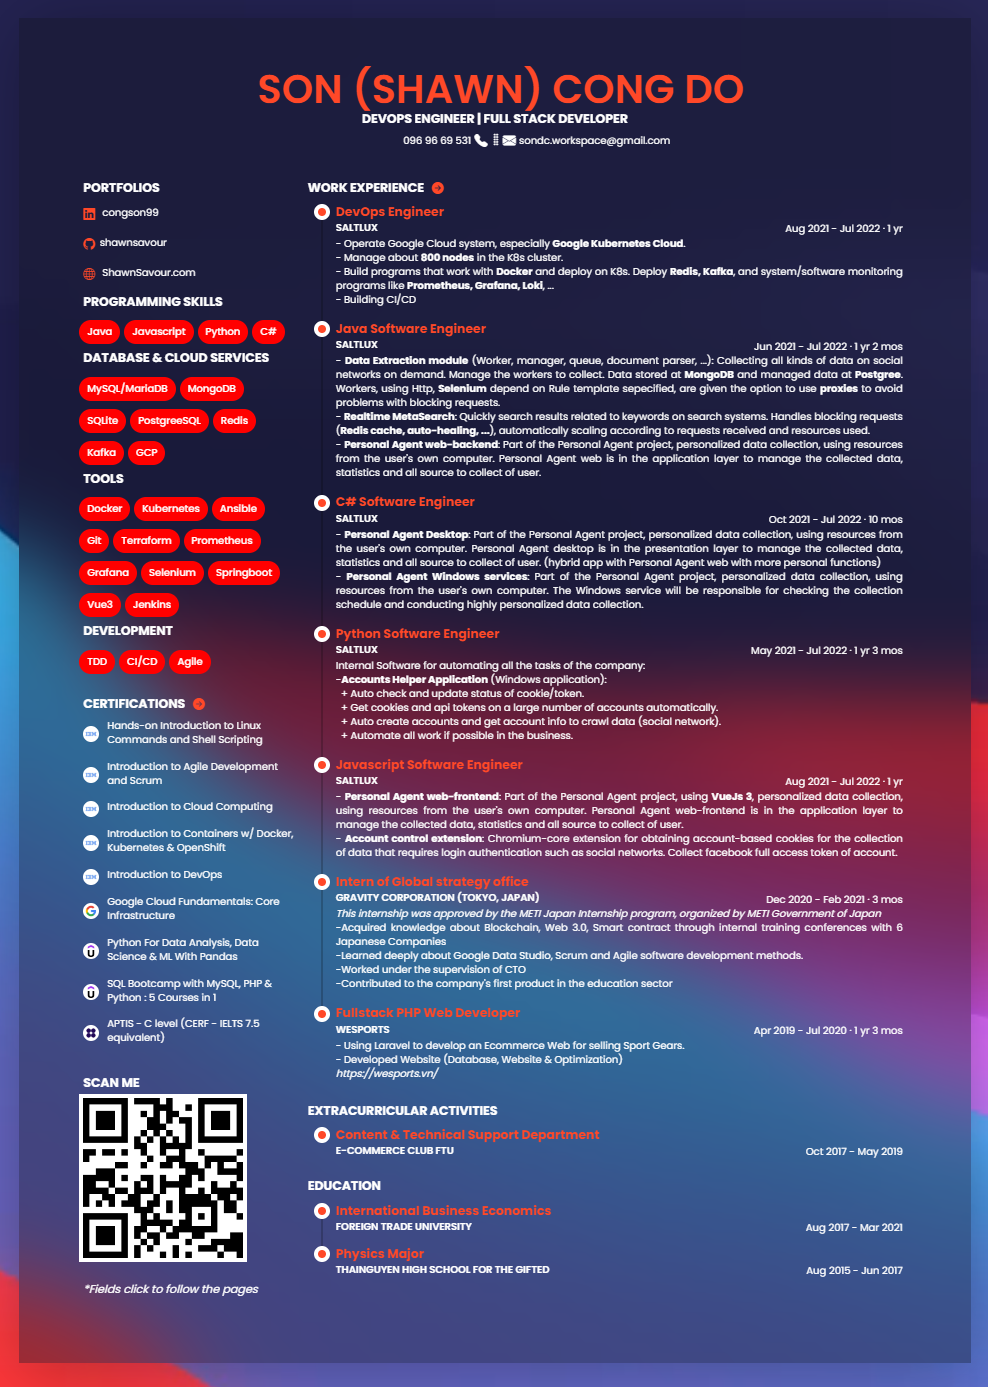 SON (SHAWN) CONG DO
DEVOPS ENGINEER | FULL STACK DEVELOPER
096 96 69 531
sondc.workspace@gmail.com
PORTFOLIOS
congson99
shawnsavour
ShawnSavour.com
PROGRAMMING SKILLS
Java Javascript Python C#
DATABASE & CLOUD SERVICES
MySQL/MariaDB MongoDB
SQLite PostgreeSQL Redis
Kafka GCP
TOOLS
Docker Kubernetes Ansible
Git Terraform Prometheus
Grafana Selenium Springboot
Vue3 Jenkins
DEVELOPMENT
TDD CI/CD Agile
CERTIFICATIONS
Hands-on Introduction to Linux
Commands and Shell Scripting
Introduction to Agile Development
and Scrum
Introduction to Cloud Computing
Introduction to Containers w/ Docker,
Kubernetes & OpenShift
Introduction to DevOps
Google Cloud Fundamentals: Core
Infrastructure
Python For Data Analysis, Data
Science & ML With Pandas
SQL Bootcamp with MySQL, PHP &
Python : 5 Courses in 1
APTIS - C level (CERF - IELTS 7.5
equivalent)
SCAN ME
*Fields click to follow the pages
WORK EXPERIENCE
DevOps Engineer
SALTLUX Aug 2021 - Jul 2022 · 1 yr
- Operate Google Cloud system, especially Google Kubernetes Cloud.
- Manage about 800 nodes in the K8s cluster.
- Build programs that work with Docker and deploy on K8s. Deploy Redis, Kafka, and system/software monitoring
programs like Prometheus, Grafana, Loki, ...
- Building CI/CD
Java Software Engineer
SALTLUX Jun 2021 - Jul 2022 · 1 yr 2 mos
- Data Extraction module (Worker, manager, queue, document parser, ...): Collecting all kinds of data on social
networks on demand. Manage the workers to collect. Data stored at MongoDB and managed data at Postgree.
Workers, using Http, Selenium depend on Rule template sepecified, are given the option to use proxies to avoid
problems with blocking requests.
- Realtime MetaSearch: Quickly search results related to keywords on search systems. Handles blocking requests
(Redis cache, auto-healing, ...), automatically scaling according to requests received and resources used.
- Personal Agent web-backend: Part of the Personal Agent project, personalized data collection, using resources
from the user's own computer. Personal Agent web is in the application layer to manage the collected data,
statistics and all source to collect of user.
C# Software Engineer
SALTLUX Oct 2021 - Jul 2022 · 10 mos
- Personal Agent Desktop: Part of the Personal Agent project, personalized data collection, using resources from
the user's own computer. Personal Agent desktop is in the presentation layer to manage the collected data,
statistics and all source to collect of user. (hybrid app with Personal Agent web with more personal functions)
- Personal Agent Windows services: Part of the Personal Agent project, personalized data collection, using
resources from the user's own computer. The Windows service will be responsible for checking the collection
schedule and conducting highly personalized data collection.
Python Software Engineer
SALTLUX May 2021 - Jul 2022 · 1 yr 3 mos
Internal Software for automating all the tasks of the company:
-Accounts Helper Application (Windows application):
+ Auto check and update status of cookie/token.
+ Get cookies and api tokens on a large number of accounts automatically.
+ Auto create accounts and get account info to crawl data (social network).
+ Automate all work if possible in the business.
Javascript Software Engineer
SALTLUX Aug 2021 - Jul 2022 · 1 yr
- Personal Agent web-frontend: Part of the Personal Agent project, using VueJs 3, personalized data collection,
using resources from the user's own computer. Personal Agent web-frontend is in the application layer to
manage the collected data, statistics and all source to collect of user.
- Account control extension: Chromium-core extension for obtaining account-based cookies for the collection
of data that requires login authentication such as social networks. Collect facebook full access token of account.
Intern of Global strategy office
GRAVITY CORPORATION (TOKYO, JAPAN) Dec 2020 - Feb 2021 · 3 mos
This internship was approved by the METI Japan Internship program, organized by METI Government of Japan
-Acquired knowledge about Blockchain, Web 3.0, Smart contract through internal training conferences with 6
Japanese Companies
-Learned deeply about Google Data Studio, Scrum and Agile software development methods.
-Worked under the supervision of CTO
-Contributed to the company's first product in the education sector
Fullstack PHP Web Developer
WESPORTS Apr 2019 - Jul 2020 · 1 yr 3 mos
- Using Laravel to develop an Ecommerce Web for selling Sport Gears.
- Developed Website (Database, Website & Optimization)
https://wesports.vn/
EXTRACURRICULAR ACTIVITIES
Content & Technical Support Department
E-COMMERCE CLUB FTU Oct 2017 - May 2019
EDUCATION
International Business Economics
FOREIGN TRADE UNIVERSITY Aug 2017 - Mar 2021
Physics Major
THAINGUYEN HIGH SCHOOL FOR THE GIFTED Aug 2015 - Jun 2017